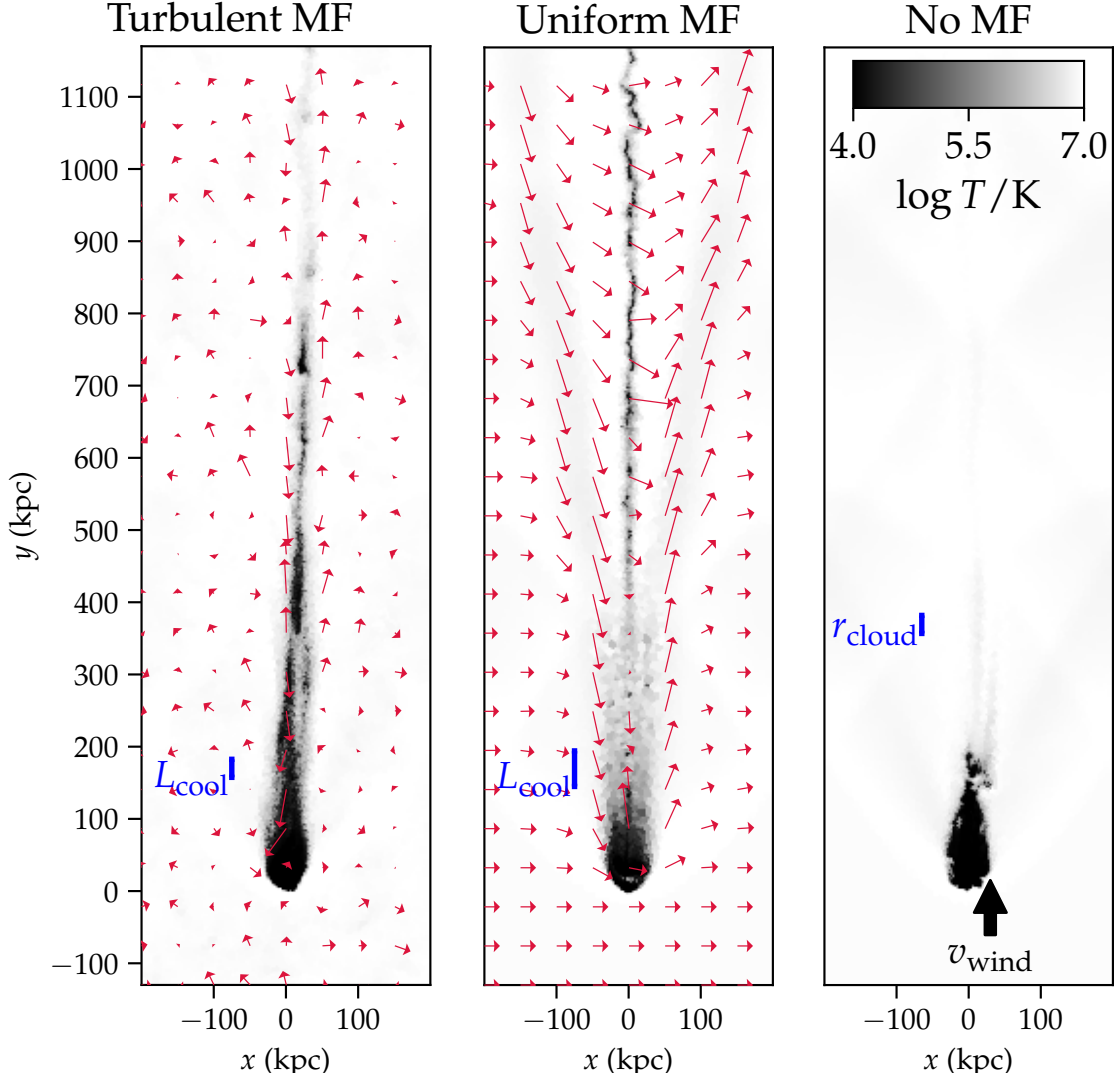 Turbulent MF
Uniform MF
No MF
1100
1000
900
800
700
600
500
400
300
200
100
0
−100
y (kpc)
4.0
5.5
7.0
log T/K
L_cool
L_cool
r_cloud
v_wind
−100
0
100
−100
0
100
−100
0
100
x (kpc)
x (kpc)
x (kpc)